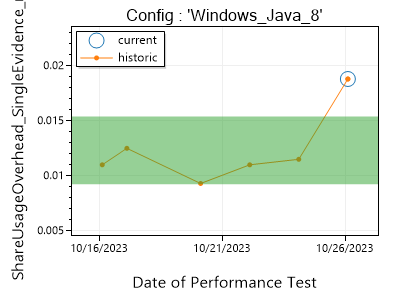 Config : 'Windows_Java_8'
current
historic
ShareUsageOverhead_SingleEvidence_
0.02
0.015
0.01
0.005
10/16/2023
10/21/2023
10/26/2023
Date of Performance Test